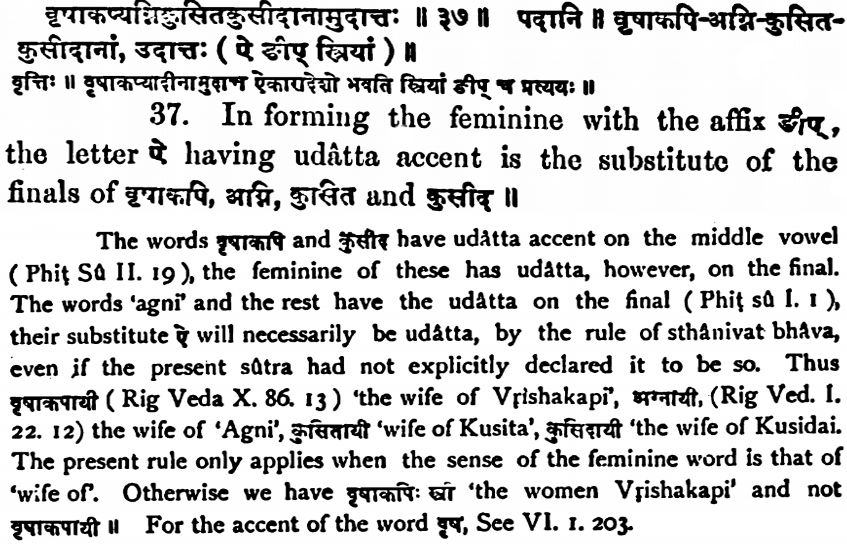 वृषाकप्यग्निकुसितकुसीदानामुदात्तः ॥ ३७ ॥ पदानि ॥ वृषाकपि-अग्नि-कुसित-
कुसीदानां, उदात्तः ( ऐ ङीप् स्त्रियां ) ॥
वृत्तिः ॥ वृषाकप्यादीनामुदात्त ऐकारादेशो भवति स्त्रियां ङीप् च प्रत्ययः ॥
37. In forming the feminine with the affix ङीप्,
the letter ऐ having udâtta accent is the substitute of the
finals of वृषाकपि, अग्नि, कुसित and कुसीद ॥
The words वृषाकपि and कुसीद have udâtta accent on the middle vowel
( Phiṭ Sû II. 19 ), the feminine of these has udâtta, however, on the final.
The words 'agni' and the rest have the udâtta on the final ( Phiṭ sû I. 1 ),
their substitute ऐ will necessarily be udâtta, by the rule of sthânivat bhâva,
even if the present sûtra had not explicitly declared it to be so. Thus
वृषाकपायी ( Rig Veda X. 86. 13 ) 'the wife of Vṛishakapi', अग्नायी, (Rig Ved. I.
22. 12) the wife of 'Agni', कुसितायी 'wife of Kusita', कुसिदायी 'the wife of Kusidai.
The present rule only applies when the sense of the feminine word is that of
'wife of'. Otherwise we have वृषाकपिः स्त्री 'the women Vṛishakapi' and not
वृषाकपायी ॥ For the accent of the word वृष, See VI. 1. 203.